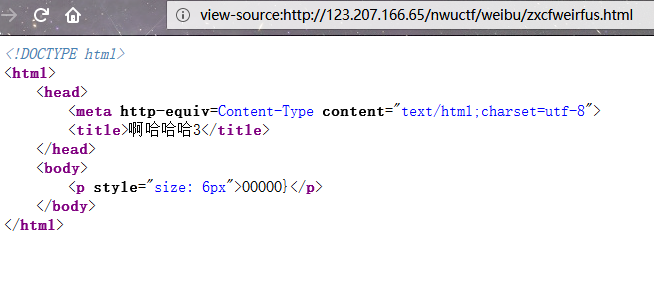 view-source:http://123.207.166.65/nwuctf/weibu/zxcfweirfus.html
<!DOCTYPE html>
<html>
<head>
<meta http-equiv=Content-Type content="text/html;charset=utf-8">
<title>啊哈哈哈3</title>
</head>
<body>
<p style="size: 6px">00000}</p>
</body>
</html>